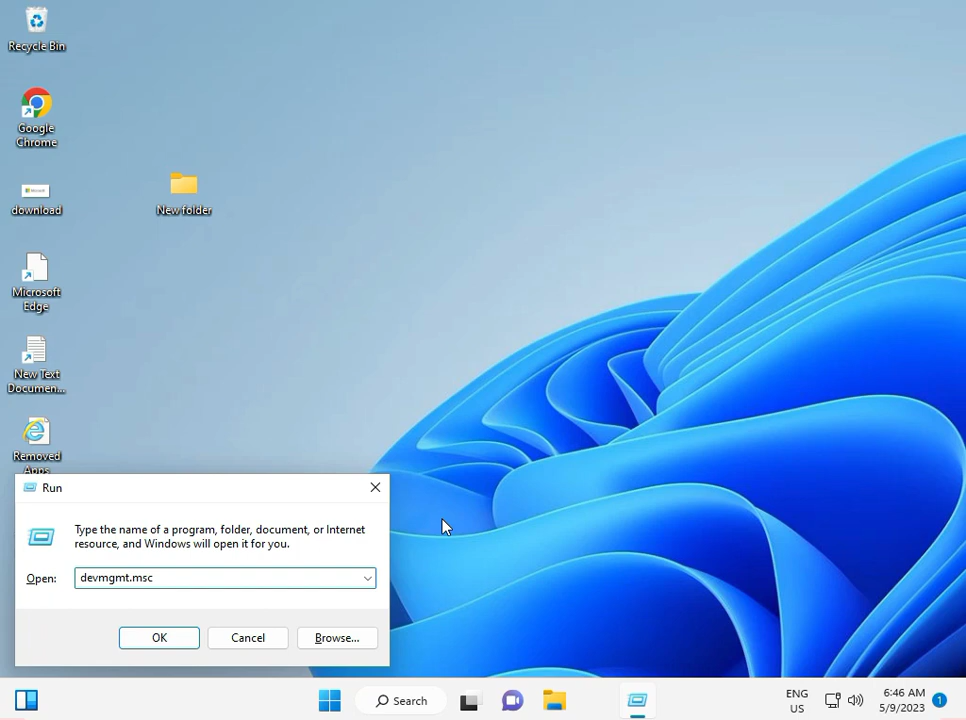 Recycle Bin
Google
Chrome
download
New folder
Microsoft
Edge
New Text
Documen...
Removed
Apps
Run
Type the name of a program, folder, document, or Internet
resource, and Windows will open it for you.
Open:
devmgmt.msc
OK
Cancel
Browse...
Search
ENG
US
6:46 AM
5/9/2023
1